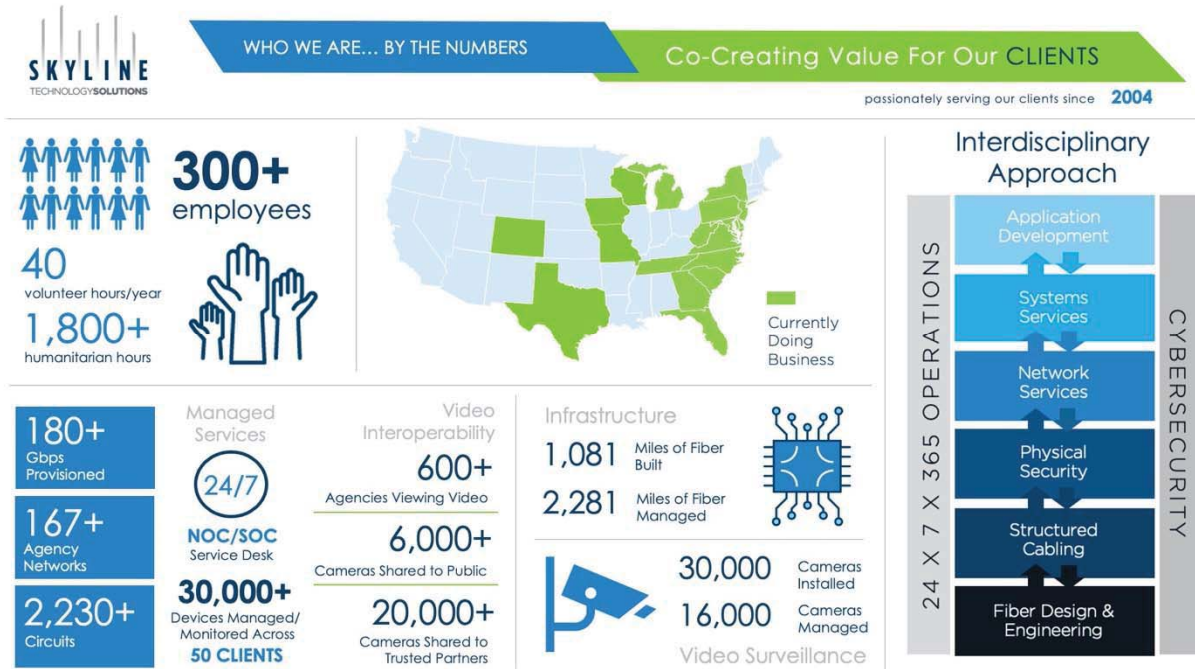 SKYLINE
TECHNOLOGYSOLUTIONS
WHO WE ARE... BY THE NUMBERS
Co-Creating Value For Our CLIENTS
passionately serving our clients since 2004
300+
employees
40
volunteer hours/year
1,800+
humanitarian hours
Currently
Doing
Business
180+
Gbps
Provisioned
167+
Agency
Networks
2,230+
Circuits
Managed
Services
24/7
NOC/SOC
Service Desk
30,000+
Devices Managed/
Monitored Across
50 CLIENTS
Video
Interoperability
600+
Agencies Viewing Video
6,000+
Cameras Shared to Public
20,000+
Cameras Shared to
Trusted Partners
Infrastructure
1,081 Miles of Fiber
Built
2,281 Miles of Fiber
Managed
30,000 Cameras
Installed
16,000 Cameras
Managed
Video Surveillance
Interdisciplinary
Approach
24 X 7 X 365 OPERATIONS
Application
Development
Systems
Services
Network
Services
Physical
Security
Structured
Cabling
Fiber Design &
Engineering
CYBERSECURITY